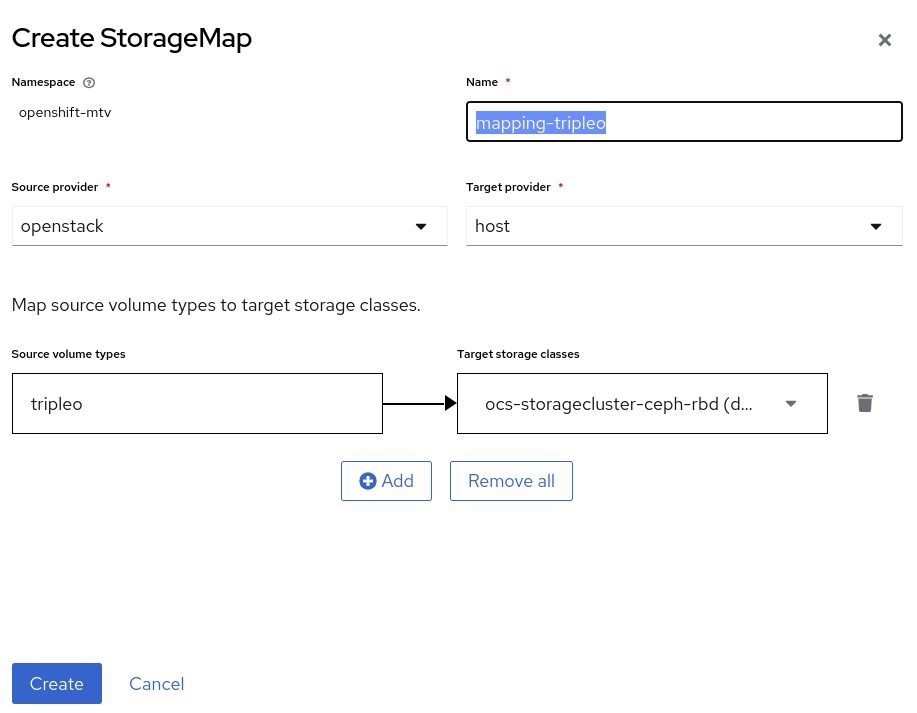 Create StorageMap
Namespace
Name *
openshift-mtv
mapping-tripleo
Source provider *
Target provider *
openstack
host
Map source volume types to target storage classes.
Source volume types
Target storage classes
tripleo
ocs-storagecluster-ceph-rbd (d...
Add
Remove all
Create
Cancel